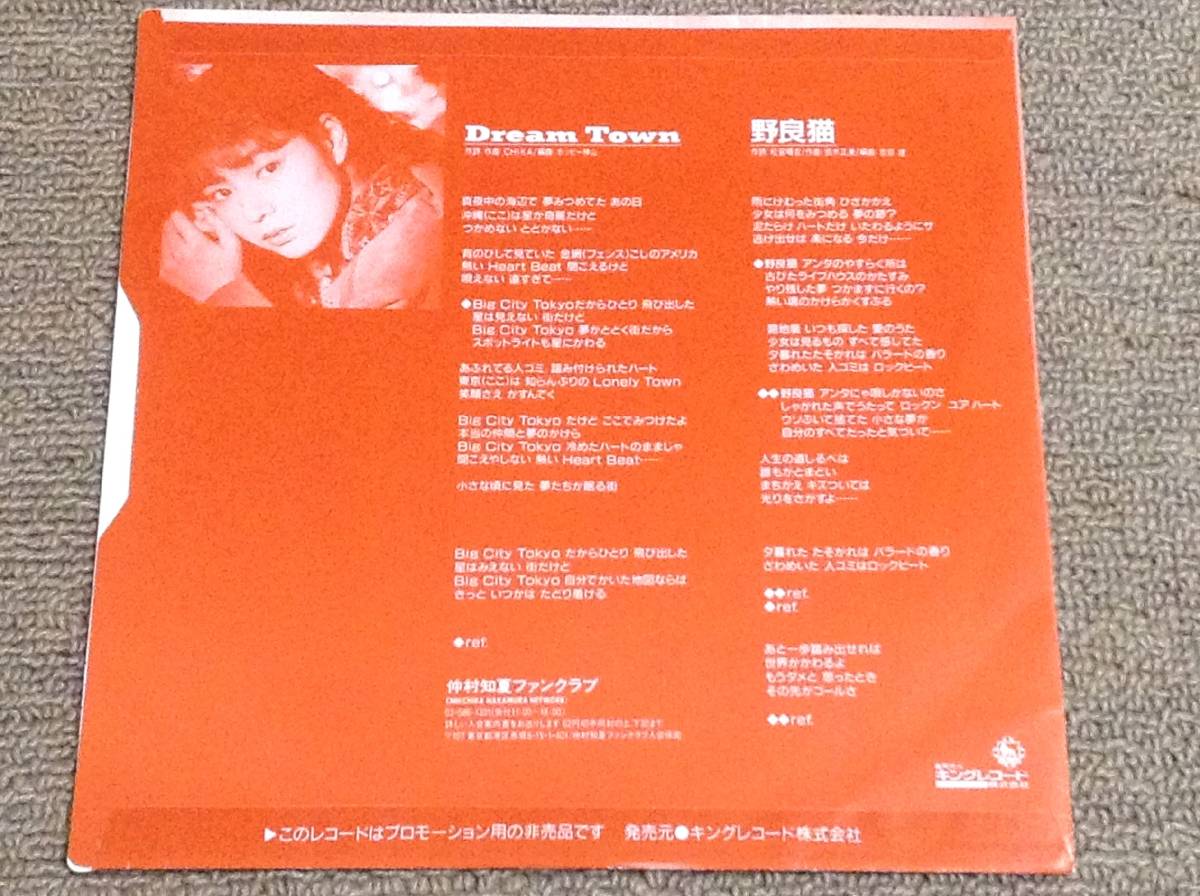 Dream Town
作詩・作曲:CHIKA/編曲:ホッピー神山
真夜中の海辺で 夢みつめてた あの日
沖縄(ここ)は星が奇麗だけど
つかめない とどかない……
背のびして見ていた 金網(フェンス)ごしのアメリカ
熱い Heart Beat 聞こえるけど
唄えない 遠すぎて……
◆Big City Tokyoだからひとり 飛び出した
星は見えない 街だけど
Big City Tokyo 夢がとどく街だから
スポットライトも星にかわる
あふれてる人ゴミ 踏み付けられたハート
東京(ここ)は 知らんぷりの Lonely Town
笑顔さえ かすんでく
Big City Tokyo だけど ここでみつけたよ
本当の仲間と夢のかけら
Big City Tokyo 冷めたハートのままじゃ
聞こえやしない 熱い Heart Beat……
小さな頃に見た 夢たちが眠る街
Big City Tokyo だからひとり 飛び出した
星はみえない 街だけど
Big City Tokyo 自分でかいた地図ならば
きっと いつかは たどり着ける
◆ref.
仲村知夏ファンクラブ
野良猫
雨にけむった街角 ひざかかえ
少女は何をみつめる 夢の跡?
泥だらけ ハートだけ いたわるようにサ
逃げ出せば 楽になる 今だけ……
◆野良猫 アンタのやすらぐ所は
古びたライブハウスのかたすみ
やり残した夢 つかまずに行くの?
熱い魂のかけらがくすぶる
路地裏 いつも探した 愛のうた
少女は見るもの すべて感じてた
夕暮れたたそがれは バラードの香り
ざわめいた 人ゴミは ロックビート
◆◆野良猫 アンタにゃ唄しかないのさ
しゃがれた声でうたって ロックン ユア ハート
ウソぶいて捨てた 小さな夢が
自分のすべてだったと気づいて……
人生の道しるべは
誰もがとまどい
まちがえ キズついては
光りをさがすよ……
夕暮れた たそがれは バラードの香り
ざわめいた 人ゴミはロックビート
◆◆ref.
◆ref.
あと一歩踏み出せれば
世界がかわるよ
もうダメと 思ったとき
その先がゴールさ
◆◆ref.
キングレコード
▶このレコードはプロモーション用の非売品です 発売元●キングレコード株式会社